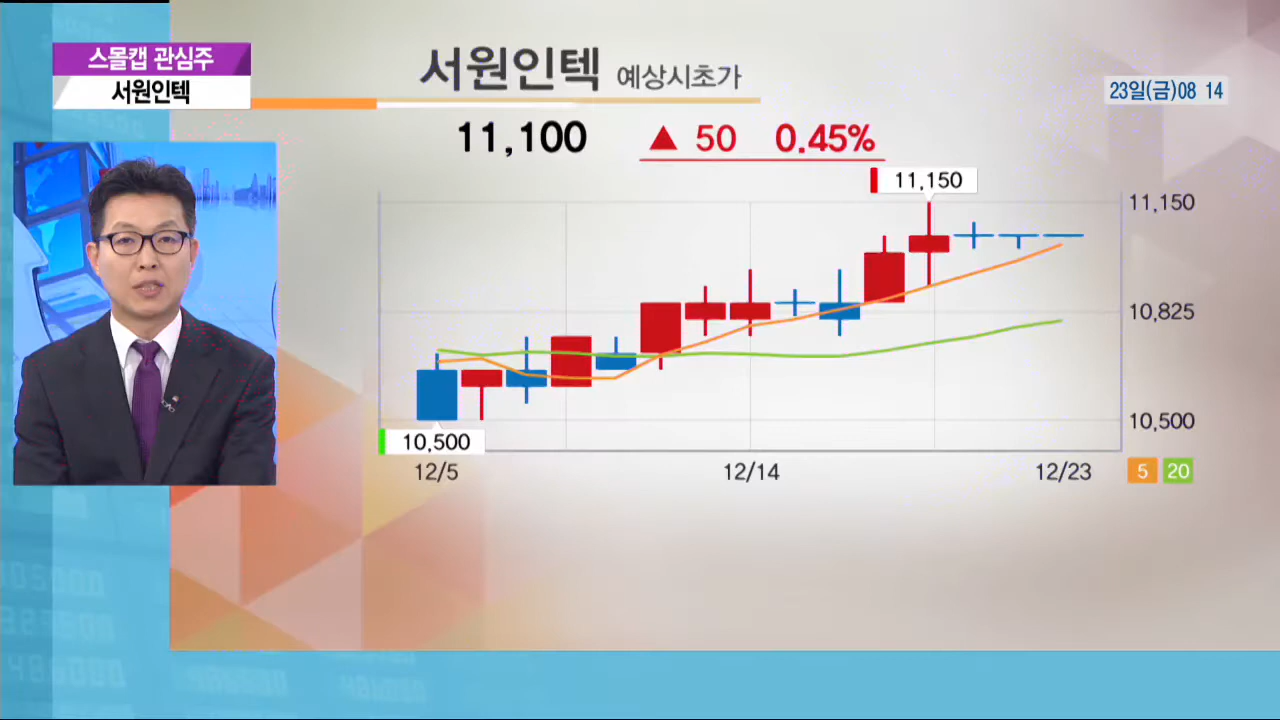 스몰캡 관심주
서원인텍
서원인텍 예상시초가
23일(금)08 14
11,100 ▲ 50 0.45%
11,150
11,150
10,825
10,500
10,500
12/5 12/14 12/23
5 20